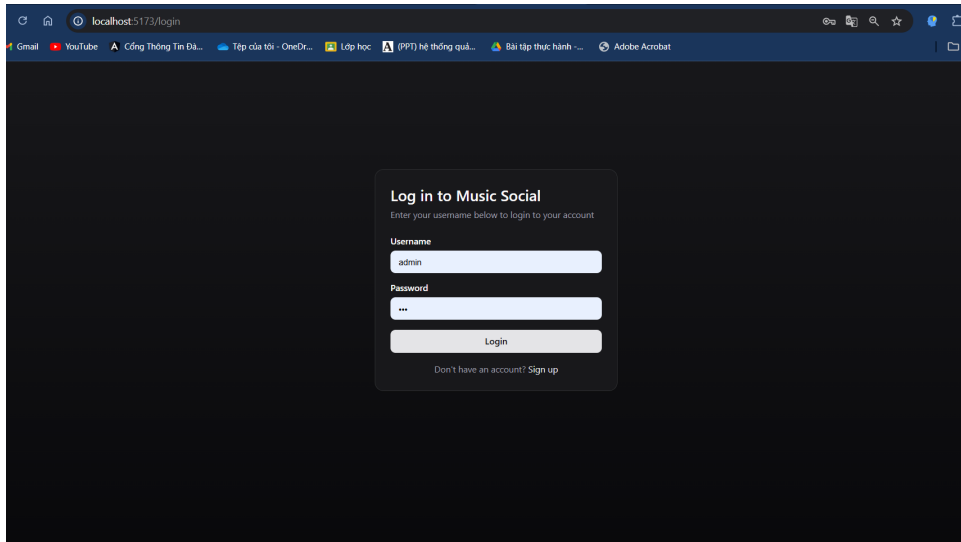 localhost:5173/login
Gmail YouTube Cổng Thông Tin Đà... Tệp của tôi - OneDr... Lớp học (PPT) hệ thống quả... Bài tập thực hành -... Adobe Acrobat
Log in to Music Social
Enter your username below to login to your account
Username
admin
Password
•••
Login
Don't have an account? Sign up